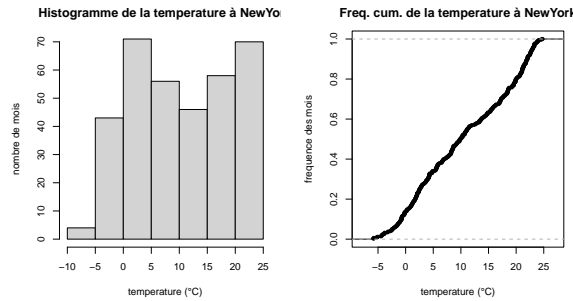 Histogramme de la temperature à NewYor
nombre de mois
70
60
50
40
30
20
10
0
−10 −5 0 5 10 15 20 25
temperature (°C)
Freq. cum. de la temperature à NewYork
frequence des mois
1.0
0.8
0.6
0.4
0.2
0.0
−5 0 5 10 15 20 25
temperature (°C)